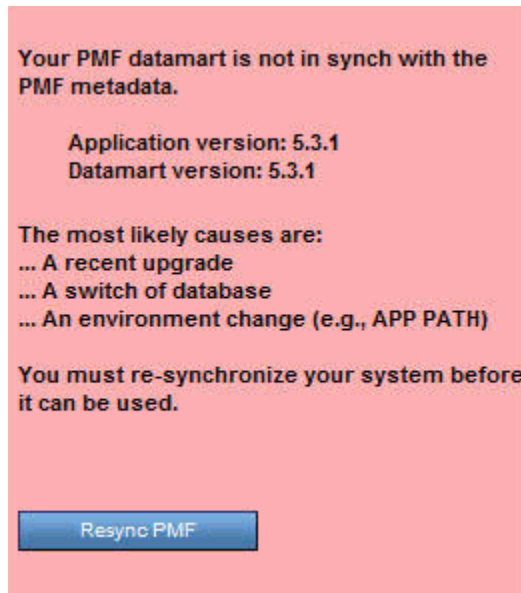 Your PMF datamart is not in synch with the
PMF metadata.
Application version: 5.3.1
Datamart version: 5.3.1
The most likely causes are:
... A recent upgrade
... A switch of database
... An environment change (e.g., APP PATH)
You must re-synchronize your system before
it can be used.
Resync PMF